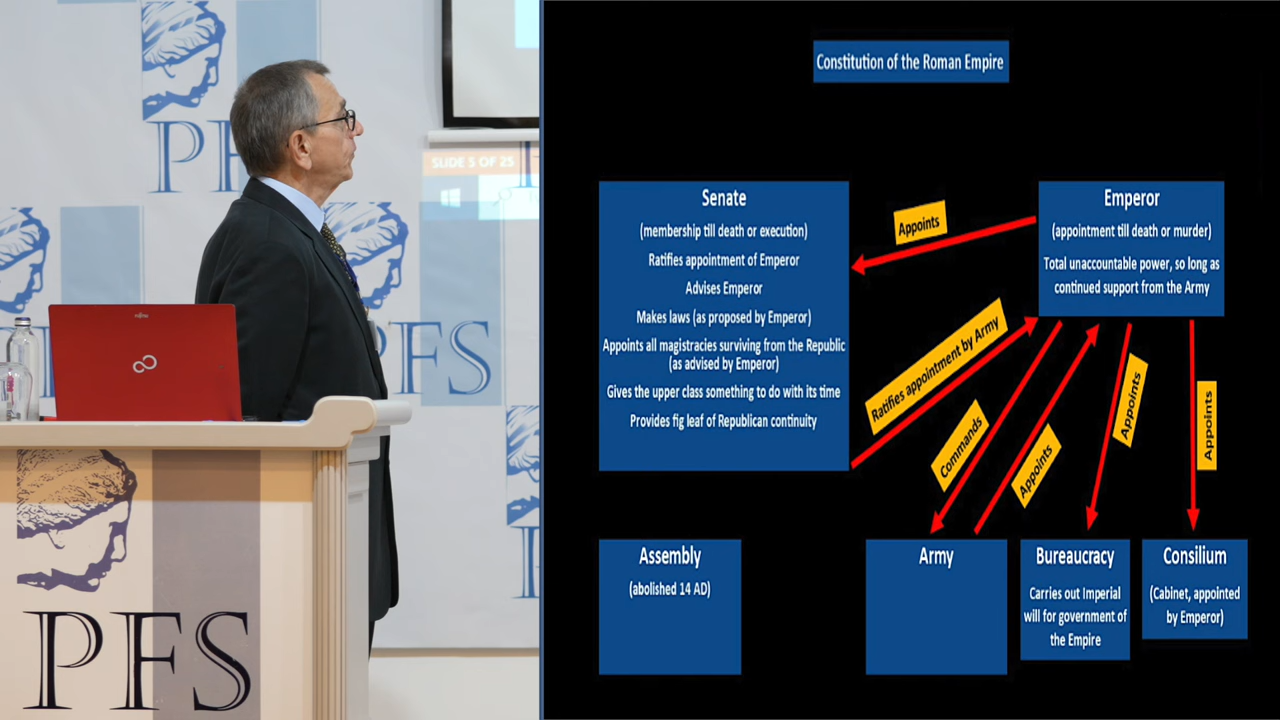 PFS
SLIDE 5 OF 25
PFS
FUJITSU
PFS
Constitution of the Roman Empire
Senate
(membership till death or execution)
Ratifies appointment of Emperor
Advises Emperor
Makes laws (as proposed by Emperor)
Appoints all magistracies surviving from the Republic
(as advised by Emperor)
Gives the upper class something to do with its time
Provides fig leaf of Republican continuity
Appoints
Emperor
(appointment till death or murder)
Total unaccountable power, so long as
continued support from the Army
Ratifies appointment by Army
Commands
Appoints
Appoints
Appoints
Assembly
(abolished 14 AD)
Army
Bureaucracy
Carries out Imperial
will for government of
the Empire
Consilium
(Cabinet, appointed
by Emperor)